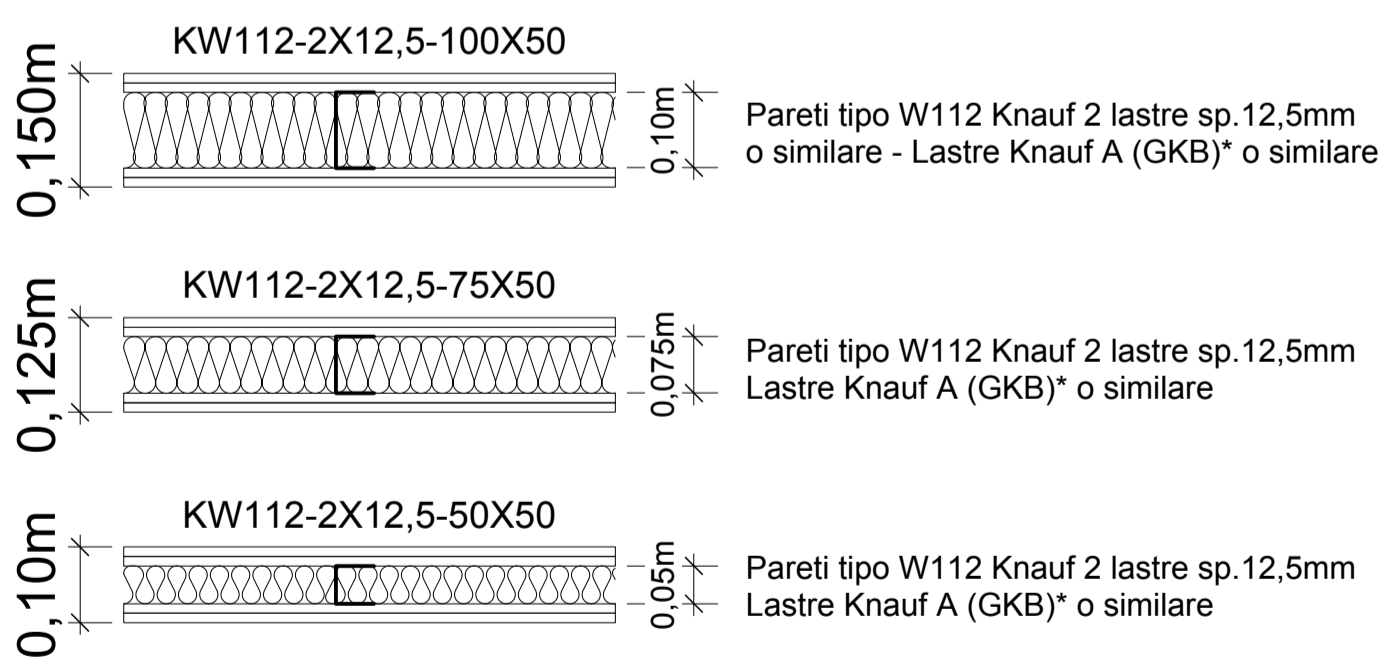 KW112-2X12,5-100X50
0,150m
0,10m
Pareti tipo W112 Knauf 2 lastre sp.12,5mm
o similare - Lastre Knauf A (GKB)* o similare
KW112-2X12,5-75X50
0,125m
0,075m
Pareti tipo W112 Knauf 2 lastre sp.12,5mm
Lastre Knauf A (GKB)* o similare
KW112-2X12,5-50X50
0,10m
0,05m
Pareti tipo W112 Knauf 2 lastre sp.12,5mm
Lastre Knauf A (GKB)* o similare